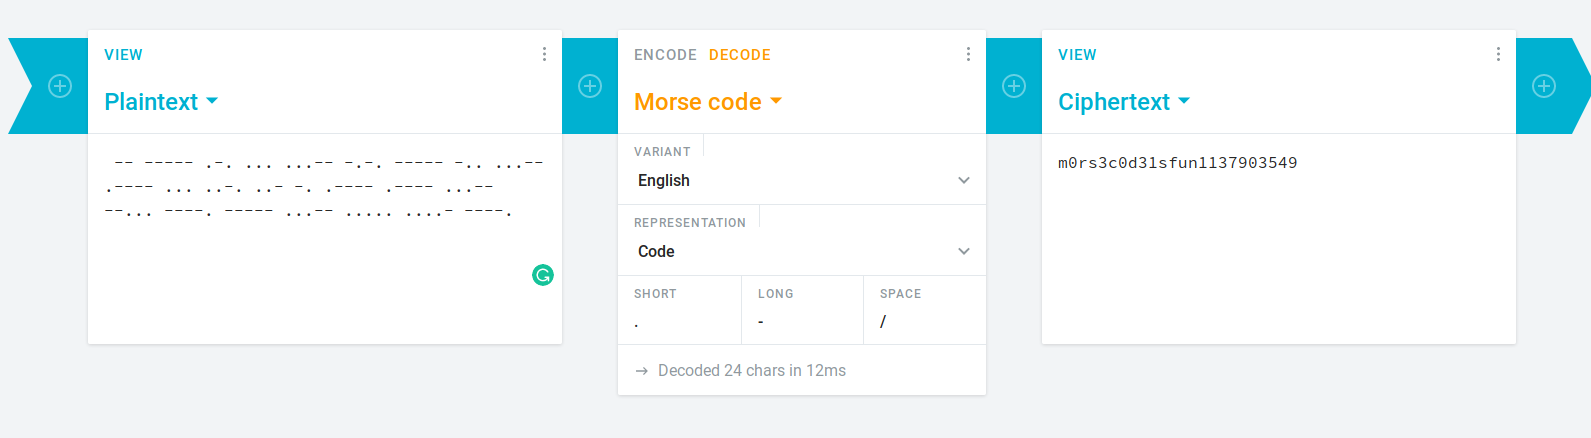 VIEW
Plaintext
-- ----- .-. ... ...-- -.-. ----- -.. ...--
.---- ... ..-. ..- -. .---- .---- ...--
--... ----. ----- ...-- ..... ....- ----.
ENCODE DECODE
Morse code
VARIANT
English
REPRESENTATION
Code
SHORT LONG SPACE
. - /
→ Decoded 24 chars in 12ms
VIEW
Ciphertext
m0rs3c0d31sfun1137903549